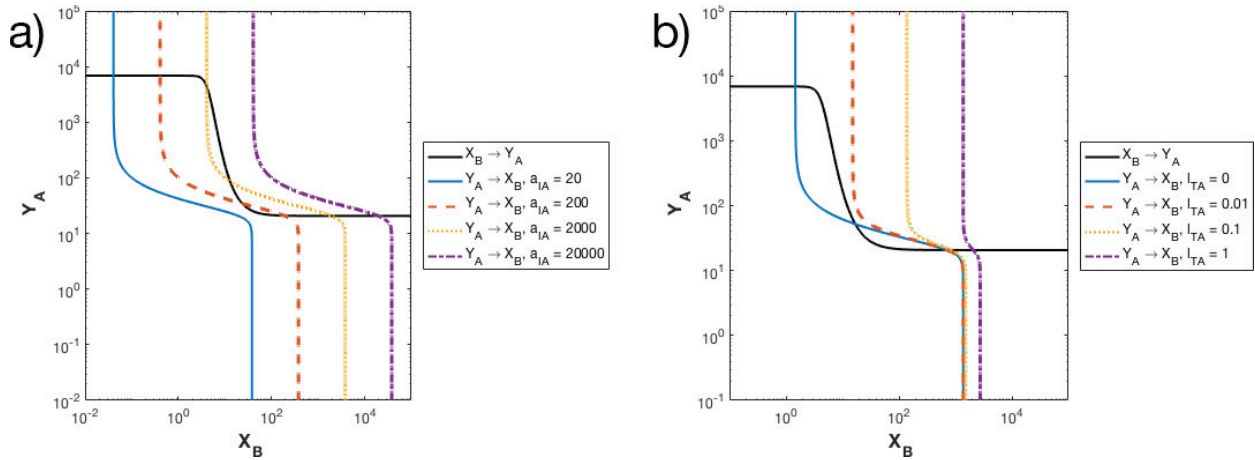 a)
10^5
10^4
10^3
10^2
10^1
10^0
10^-1
10^-2
Y_A
10^-2
10^0
10^2
10^4
X_B
X_B → Y_A
Y_A → X_B, a_IA = 20
Y_A → X_B, a_IA = 200
Y_A → X_B, a_IA = 2000
Y_A → X_B, a_IA = 20000
b)
10^5
10^4
10^3
10^2
10^1
10^0
10^-1
Y_A
10^0
10^2
10^4
X_B
X_B → Y_A
Y_A → X_B, I_TA = 0
Y_A → X_B, I_TA = 0.01
Y_A → X_B, I_TA = 0.1
Y_A → X_B, I_TA = 1